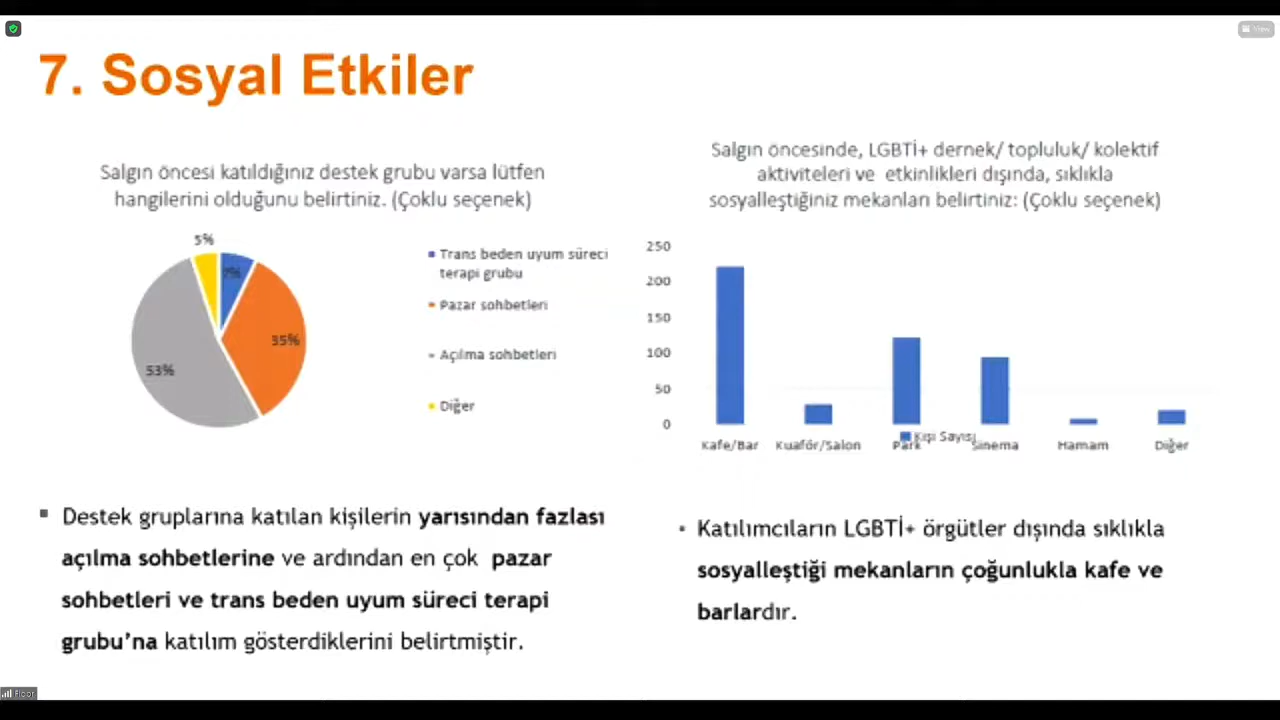 View
7. Sosyal Etkiler
Salgın öncesi katıldığınız destek grubu varsa lütfen
hangilerini olduğunu belirtiniz. (Çoklu seçenek)
5%
7%
35%
53%
Trans beden uyum süreci
terapi grubu
Pazar sohbetleri
Açılma sohbetleri
Diğer
Salgın öncesinde, LGBTİ+ dernek/ topluluk/ kolektif
aktiviteleri ve etkinlikleri dışında, sıklıkla
sosyalleştiğiniz mekanları belirtiniz: (Çoklu seçenek)
250
200
150
100
50
0
Kafe/Bar Kuaför/Salon Park Sinema Hamam Diğer
Kişi Sayısı
▪ Destek gruplarına katılan kişilerin yarısından fazlası
açılma sohbetlerine ve ardından en çok pazar
sohbetleri ve trans beden uyum süreci terapi
grubu’na katılım gösterdiklerini belirtmiştir.
• Katılımcıların LGBTİ+ örgütler dışında sıklıkla
sosyalleştiği mekanların çoğunlukla kafe ve
barlardır.
Floor